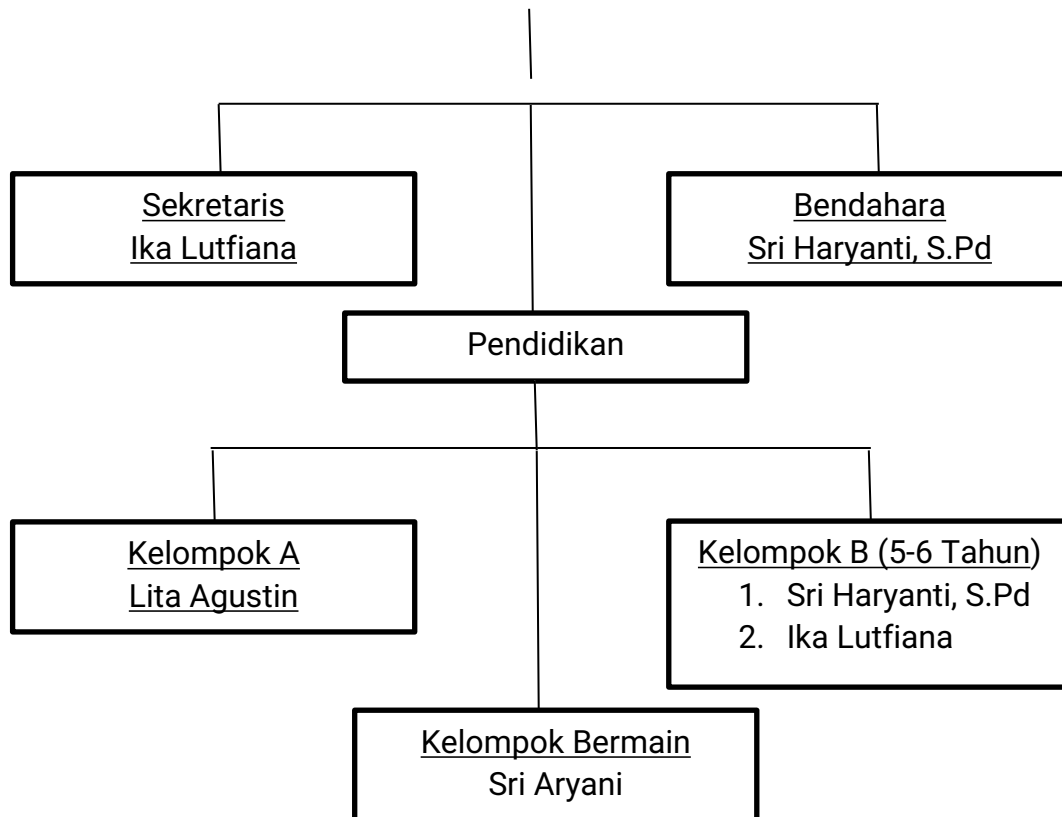 Sekretaris
Ika Lutfiana
Bendahara
Sri Haryanti, S.Pd
Pendidikan
Kelompok A
Lita Agustin
Kelompok B (5-6 Tahun)
1. Sri Haryanti, S.Pd
2. Ika Lutfiana
Kelompok Bermain
Sri Aryani